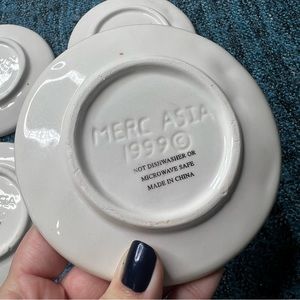 MERC ASIA
1999©
NOT DISHWASHER OR
MICROWAVE SAFE
MADE IN CHINA